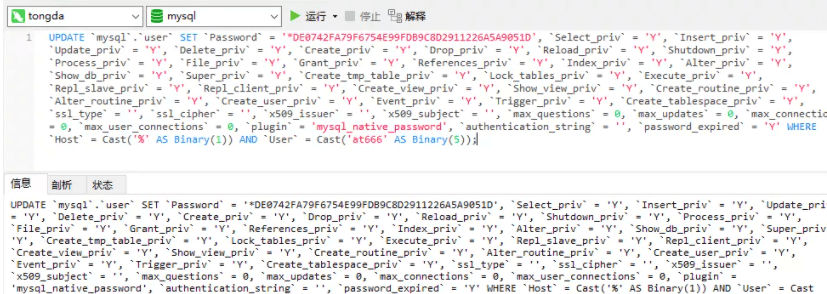 tongda mysql 运行 停止 解释
1 UPDATE `mysql`.`user` SET `Password` = '*DE0742FA79F6754E99FDB9C8D2911226A5A9051D', `Select_priv` = 'Y', `Insert_priv` = 'Y',
`Update_priv` = 'Y', `Delete_priv` = 'Y', `Create_priv` = 'Y', `Drop_priv` = 'Y', `Reload_priv` = 'Y', `Shutdown_priv` = 'Y',
`Process_priv` = 'Y', `File_priv` = 'Y', `Grant_priv` = 'Y', `References_priv` = 'Y', `Index_priv` = 'Y', `Alter_priv` = 'Y',
`Show_db_priv` = 'Y', `Super_priv` = 'Y', `Create_tmp_table_priv` = 'Y', `Lock_tables_priv` = 'Y', `Execute_priv` = 'Y',
`Repl_slave_priv` = 'Y', `Repl_client_priv` = 'Y', `Create_view_priv` = 'Y', `Show_view_priv` = 'Y', `Create_routine_priv` = 'Y',
`Alter_routine_priv` = 'Y', `Create_user_priv` = 'Y', `Event_priv` = 'Y', `Trigger_priv` = 'Y', `Create_tablespace_priv` = 'Y',
`ssl_type` = '', `ssl_cipher` = '', `x509_issuer` = '', `x509_subject` = '', `max_questions` = 0, `max_updates` = 0, `max_connectio
= 0, `max_user_connections` = 0, `plugin` = 'mysql_native_password', `authentication_string` = '', `password_expired` = 'Y' WHERE
`Host` = Cast('%' AS Binary(1)) AND `User` = Cast('at666' AS Binary(5));
信息 剖析 状态
UPDATE `mysql`.`user` SET `Password` = '*DE0742FA79F6754E99FDB9C8D2911226A5A9051D', `Select_priv` = 'Y', `Insert_priv` = 'Y', `Update_pri
= 'Y', `Delete_priv` = 'Y', `Create_priv` = 'Y', `Drop_priv` = 'Y', `Reload_priv` = 'Y', `Shutdown_priv` = 'Y', `Process_priv` = 'Y',
`File_priv` = 'Y', `Grant_priv` = 'Y', `References_priv` = 'Y', `Index_priv` = 'Y', `Alter_priv` = 'Y', `Show_db_priv` = 'Y', `Super_priv
'Y', `Create_tmp_table_priv` = 'Y', `Lock_tables_priv` = 'Y', `Execute_priv` = 'Y', `Repl_slave_priv` = 'Y', `Repl_client_priv` = 'Y',
`Create_view_priv` = 'Y', `Show_view_priv` = 'Y', `Create_routine_priv` = 'Y', `Alter_routine_priv` = 'Y', `Create_user_priv` = 'Y',
`Event_priv` = 'Y', `Trigger_priv` = 'Y', `Create_tablespace_priv` = 'Y', `ssl_type` = '', `ssl_cipher` = '', `x509_issuer` = '',
`x509_subject` = '', `max_questions` = 0, `max_updates` = 0, `max_connections` = 0, `max_user_connections` = 0, `plugin` =
'mysql_native_password', `authentication_string` = '', `password_expired` = 'Y' WHERE `Host` = Cast('%' AS Binary(1)) AND `User` = Cast